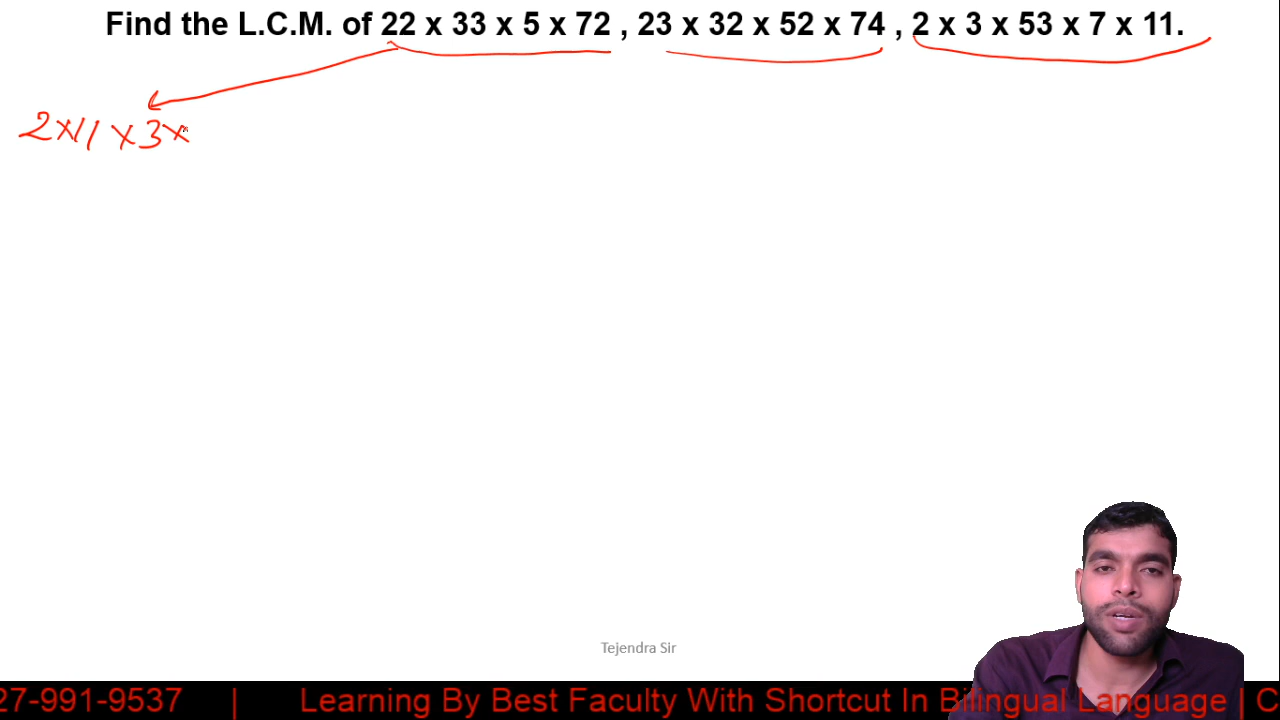 Find the L.C.M. of 22 x 33 x 5 x 72 , 23 x 32 x 52 x 74 , 2 x 3 x 53 x 7 x 11.
2x11 x 3x
Tejendra Sir
27-991-9537 | Learning By Best Faculty With Shortcut In Bilingual Language | C